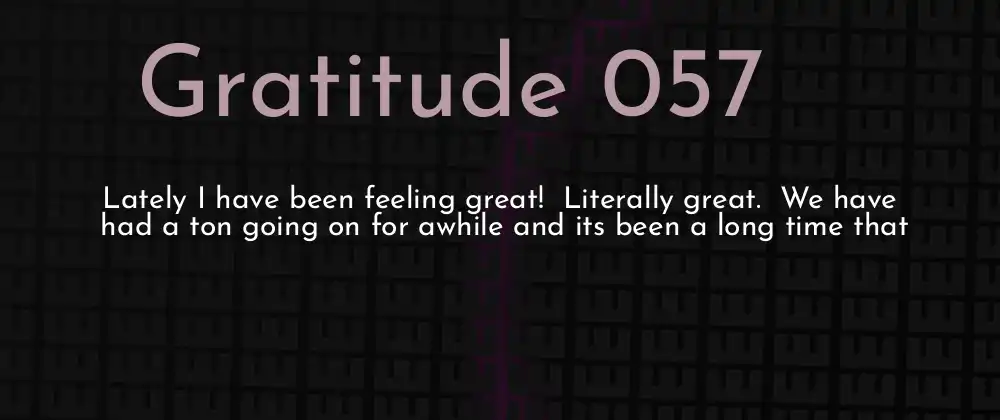 Gratitude 057
Lately I have been feeling great!  Literally great.  We have
had a ton going on for awhile and its been a long time that